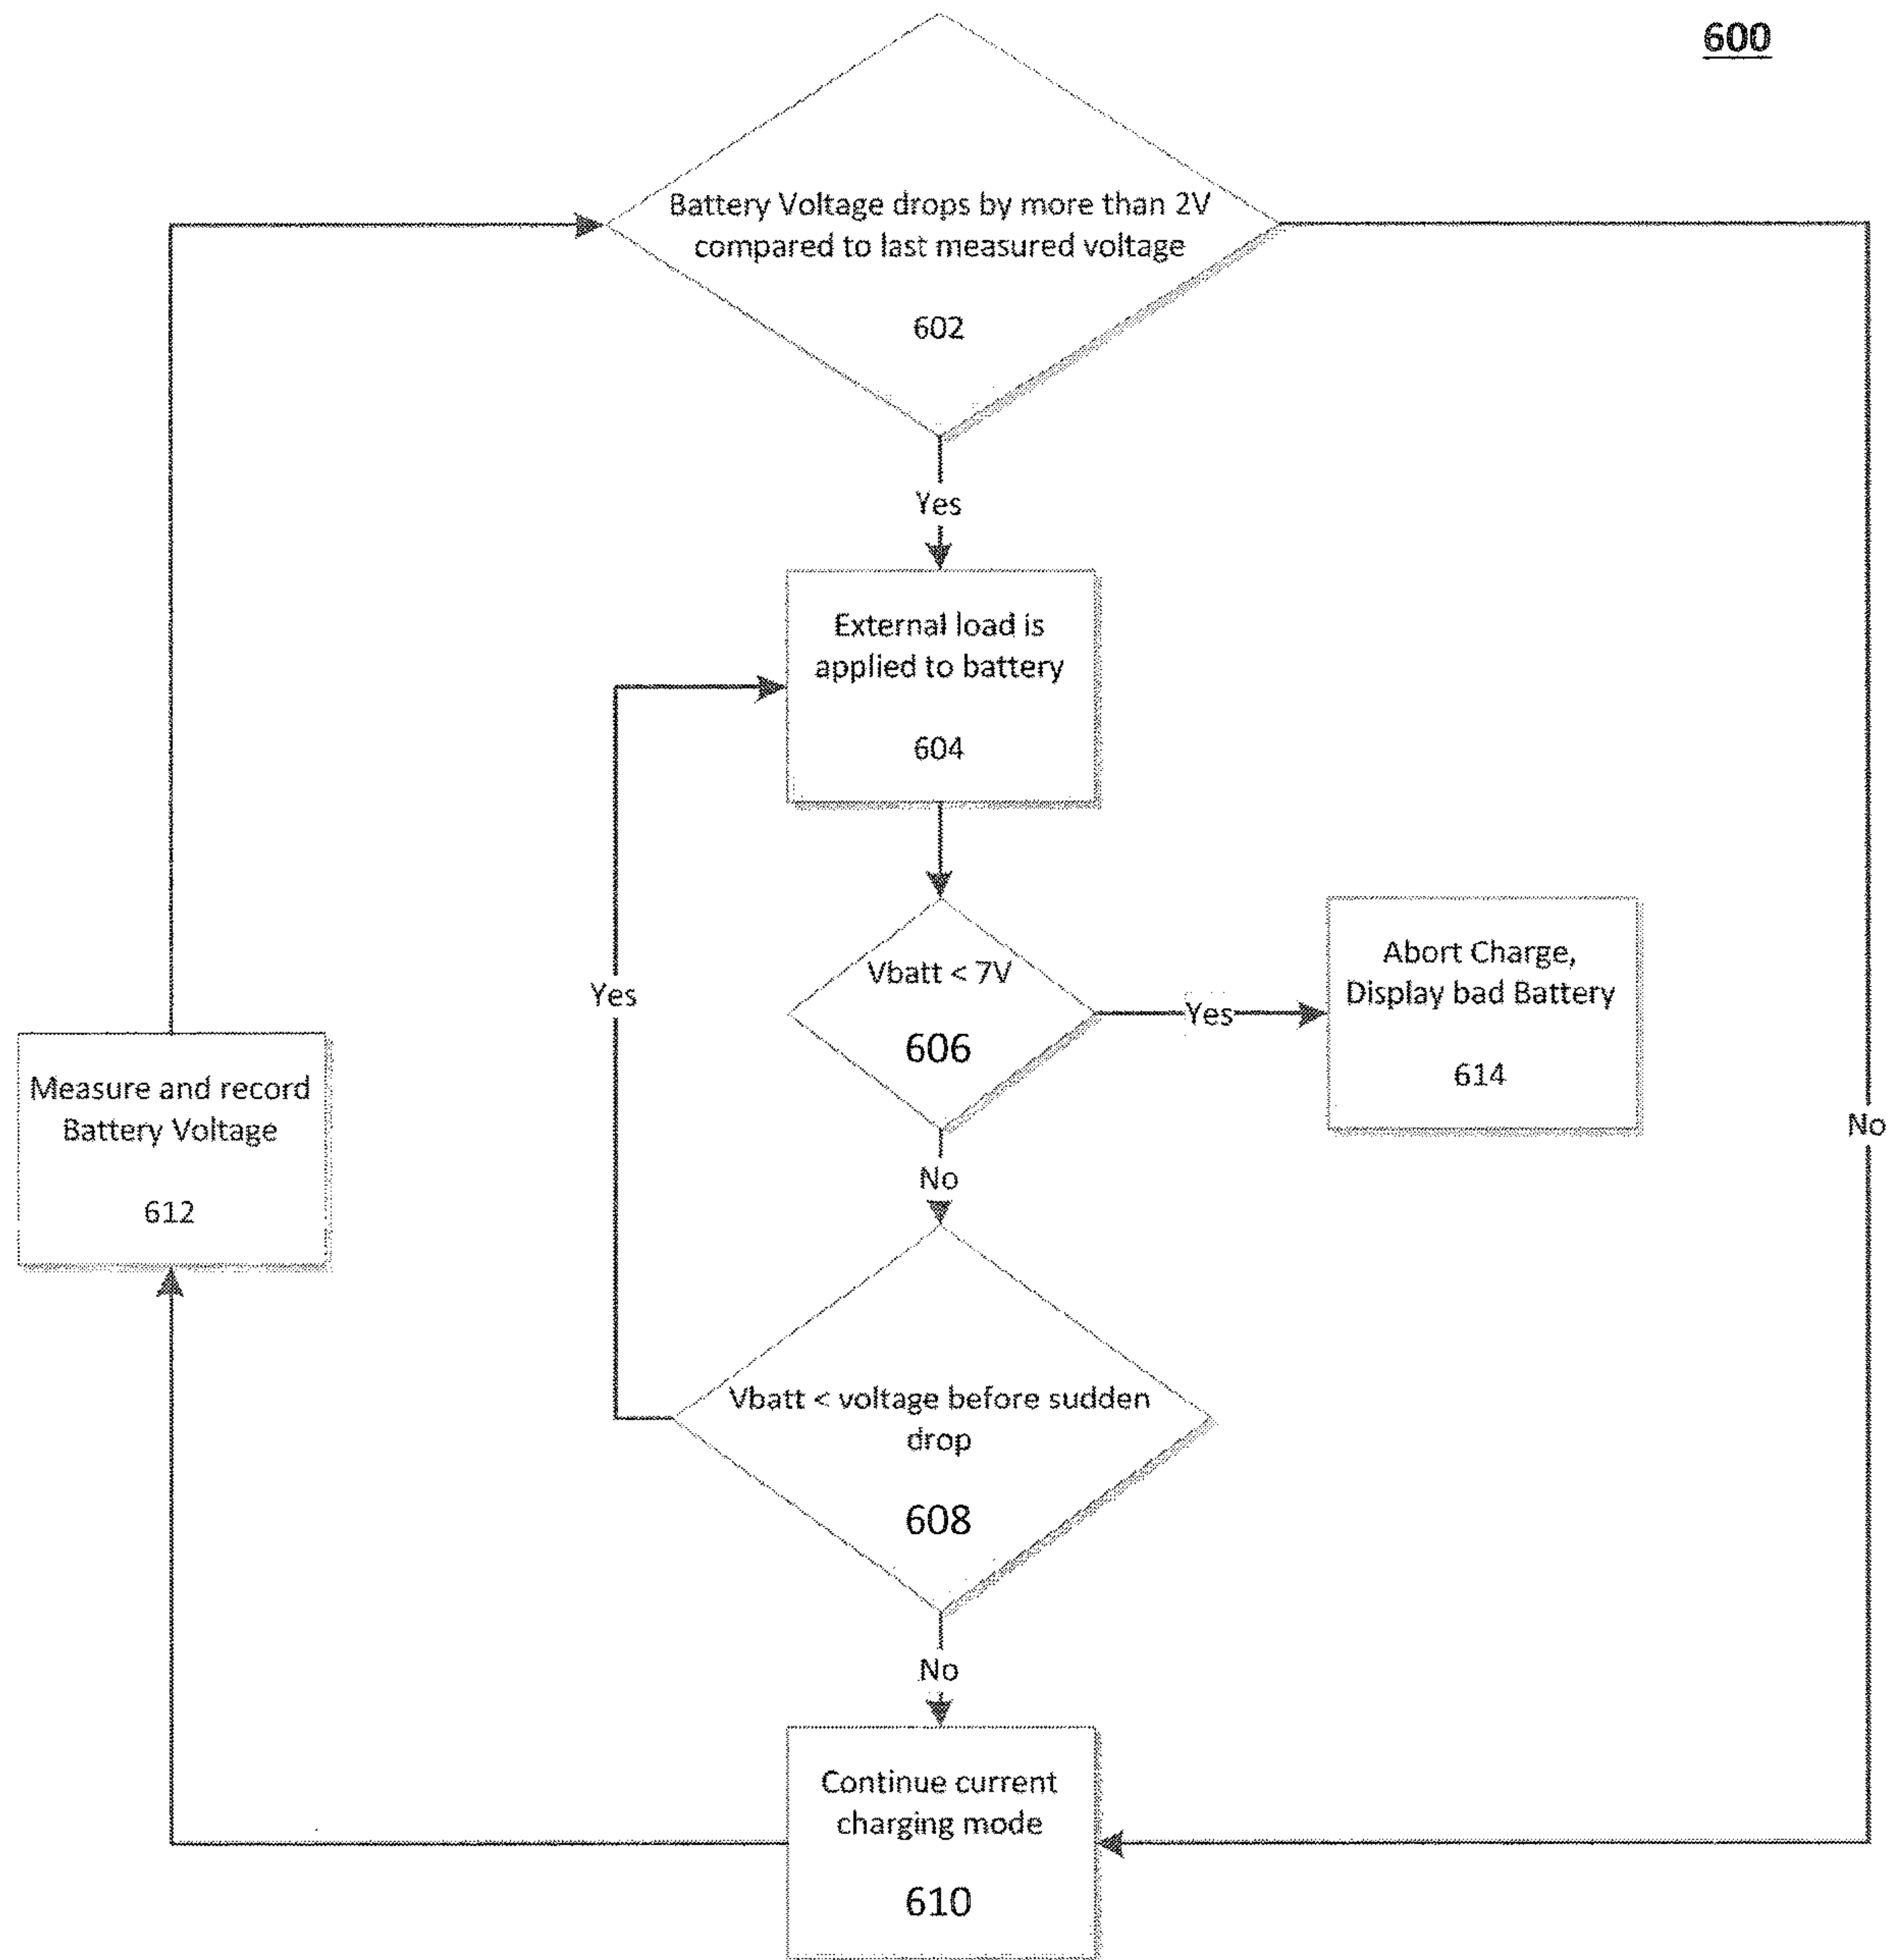 600
Battery Voltage drops by more than 2V
compared to last measured voltage
602
Yes
External load is
applied to battery
604
Vbatt < 7V
606
Yes
Abort Charge,
Display bad Battery
614
Yes
Measure and record
Battery Voltage
612
No
No
Vbatt < voltage before sudden
drop
608
No
Continue current
charging mode
610